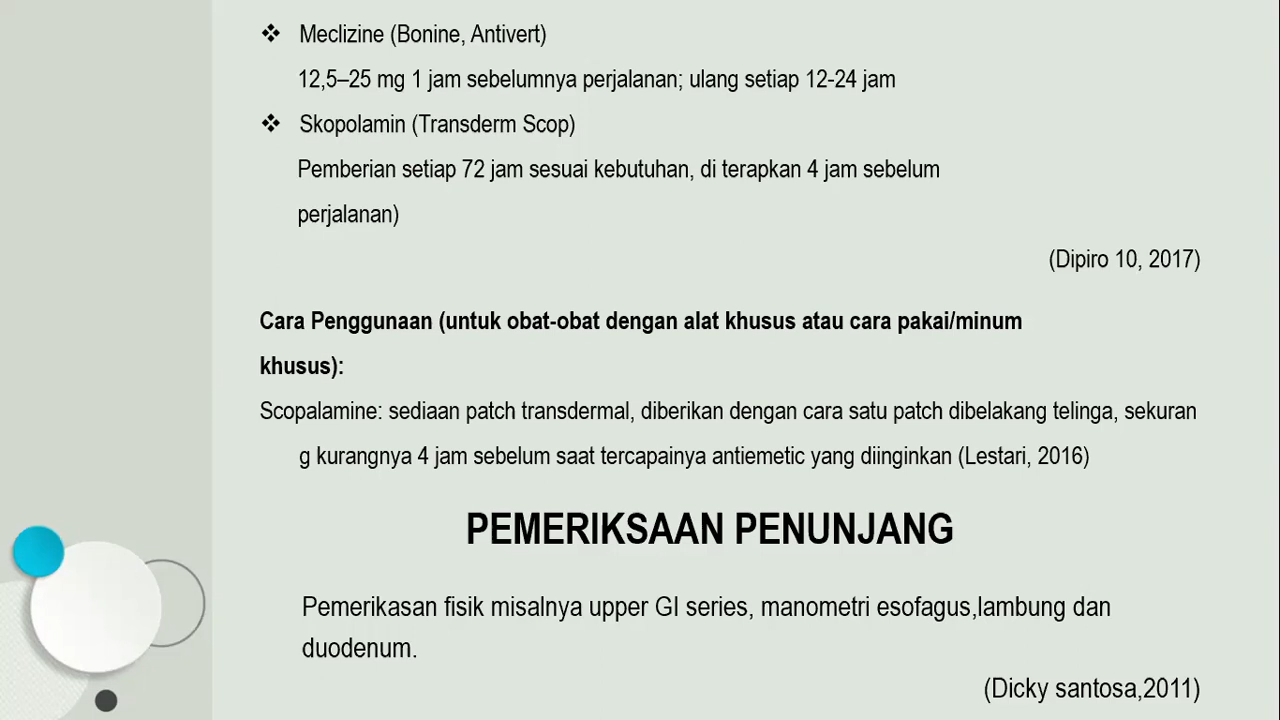 ❖ Meclizine (Bonine, Antivert)
12,5–25 mg 1 jam sebelumnya perjalanan; ulang setiap 12-24 jam
❖ Skopolamin (Transderm Scop)
Pemberian setiap 72 jam sesuai kebutuhan, di terapkan 4 jam sebelum
perjalanan)
(Dipiro 10, 2017)
Cara Penggunaan (untuk obat-obat dengan alat khusus atau cara pakai/minum
khusus):
Scopalamine: sediaan patch transdermal, diberikan dengan cara satu patch dibelakang telinga, sekuran
g kurangnya 4 jam sebelum saat tercapainya antiemetic yang diinginkan (Lestari, 2016)
PEMERIKSAAN PENUNJANG
Pemerikasan fisik misalnya upper GI series, manometri esofagus,lambung dan
duodenum.
(Dicky santosa,2011)